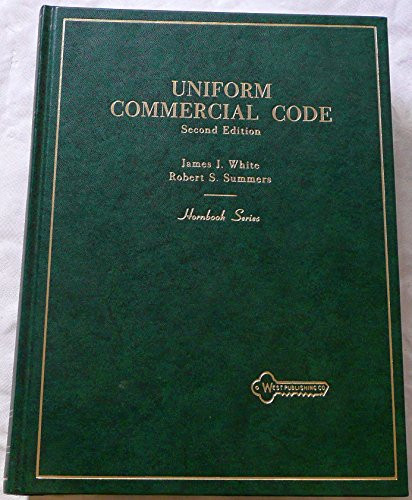 UNIFORM
COMMERCIAL CODE
Second Edition
James J. White
Robert S. Summers
Hornbook Series
WEST PUBLISHING CO